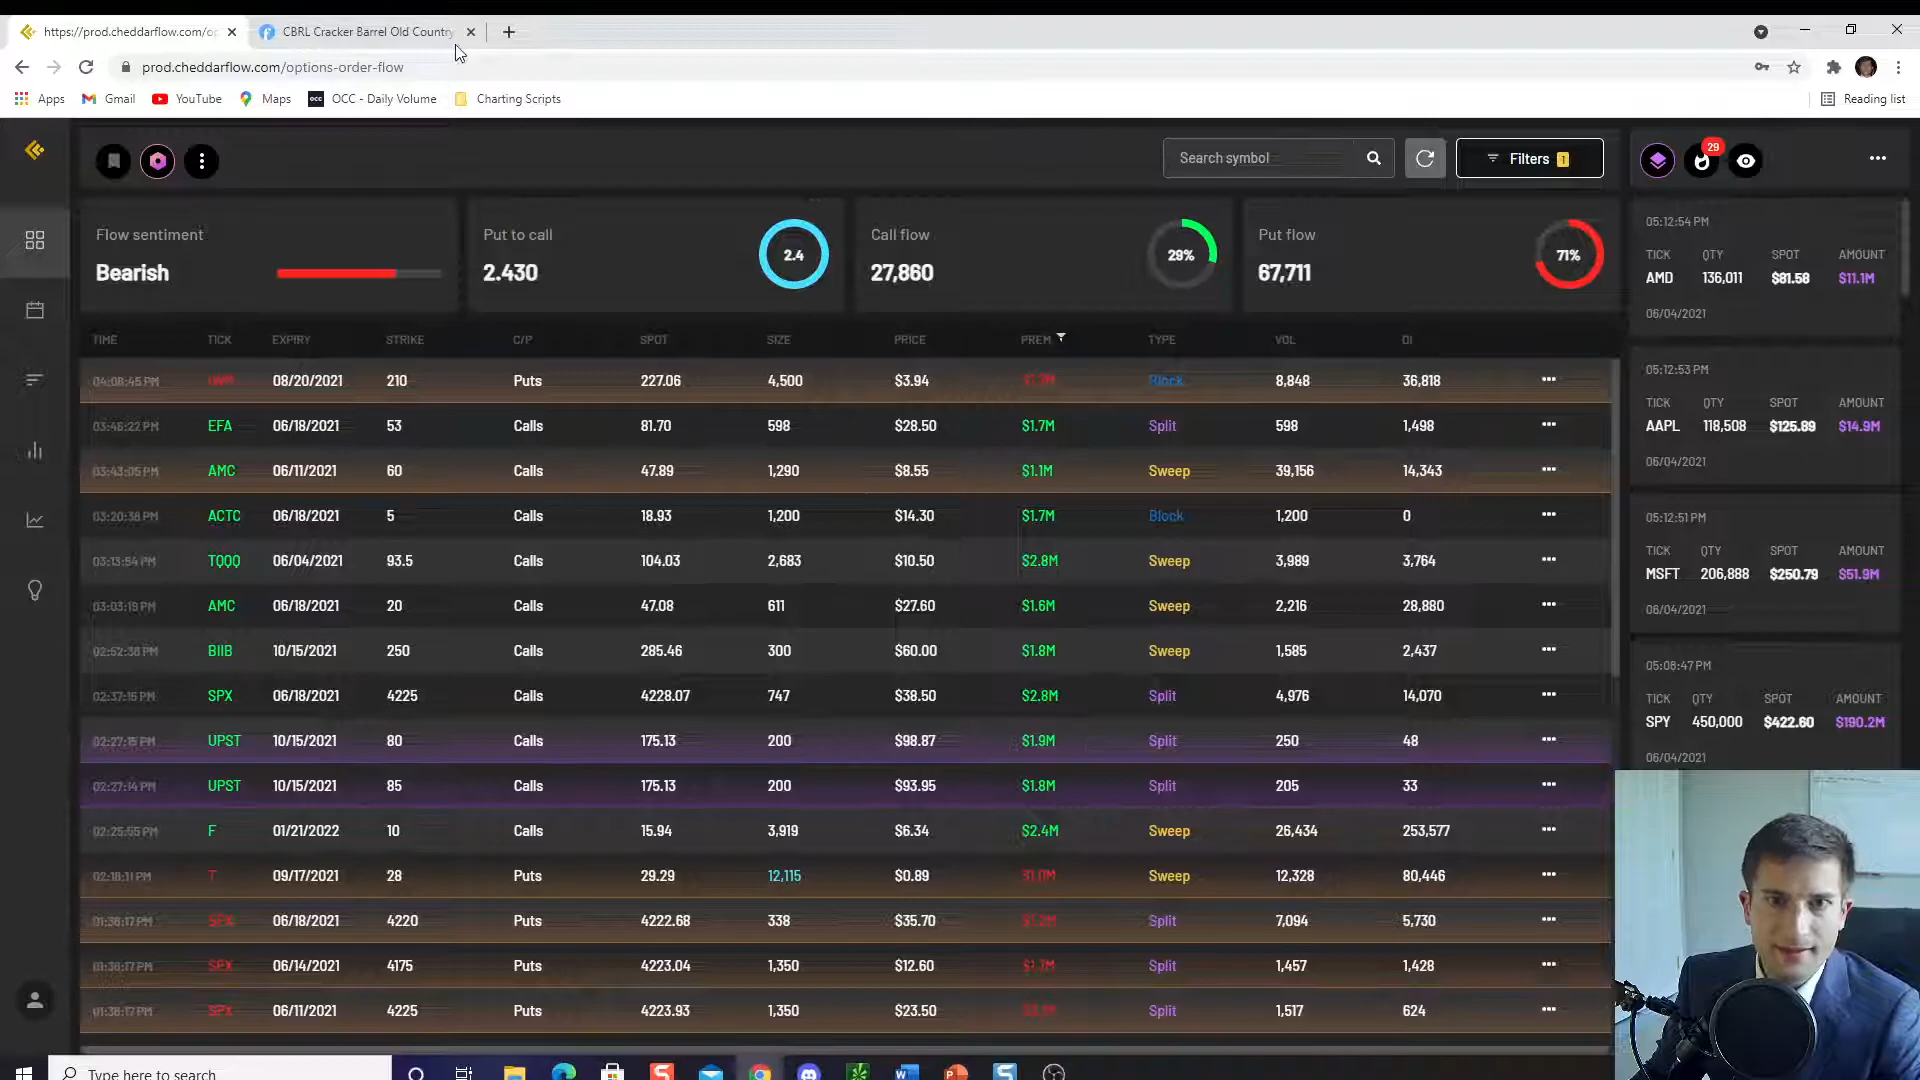 https://prod.cheddarflow.com/op
CBRL Cracker Barrel Old Country
prod.cheddarflow.com/options-order-flow
Apps Gmail YouTube Maps OCC - Daily Volume Charting Scripts Reading list
Search symbol Filters 1 29
Flow sentiment
Bearish
Put to call
2.430
2.4
Call flow
27,860
29%
Put flow
67,711
71%
TIME TICK EXPIRY STRIKE C/P SPOT SIZE PRICE PREM TYPE VOL OI
04:08:45 PM 08/20/2021 210 Puts 227.06 4,500 $3.94 Block 8,848 36,818
03:46:22 PM EFA 06/18/2021 53 Calls 81.70 598 $28.50 $1.7M Split 598 1,498
03:43:05 PM AMC 06/11/2021 60 Calls 47.89 1,290 $8.55 $1.1M Sweep 39,156 14,343
03:20:38 PM ACTC 06/18/2021 5 Calls 18.93 1,200 $14.30 $1.7M Block 1,200 0
03:13:54 PM TQQQ 06/04/2021 93.5 Calls 104.03 2,683 $10.50 $2.8M Sweep 3,989 3,764
03:03:19 PM AMC 06/18/2021 20 Calls 47.08 611 $27.60 $1.6M Sweep 2,216 28,880
02:52:38 PM BIIB 10/15/2021 250 Calls 285.46 300 $60.00 $1.8M Sweep 1,585 2,437
02:37:15 PM SPX 06/18/2021 4225 Calls 4228.07 747 $38.50 $2.8M Split 4,976 14,070
02:27:15 PM UPST 10/15/2021 80 Calls 175.13 200 $98.87 $1.9M Split 250 48
02:27:14 PM UPST 10/15/2021 85 Calls 175.13 200 $93.95 $1.8M Split 205 33
02:25:55 PM F 01/21/2022 10 Calls 15.94 3,919 $6.34 $2.4M Sweep 26,434 253,577
02:18:11 PM T 09/17/2021 28 Puts 29.29 12,115 $0.89 $1.0M Sweep 12,328 80,446
01:36:17 PM SPX 06/18/2021 4220 Puts 4222.68 338 $35.70 $1.2M Split 7,094 5,730
01:36:17 PM SPX 06/14/2021 4175 Puts 4223.04 1,350 $12.60 $1.7M Split 1,457 1,428
01:36:17 PM SPX 06/11/2021 4225 Puts 4223.93 1,350 $23.50 Split 1,517 624
05:12:54 PM
TICK QTY SPOT AMOUNT
AMD 136,011 $81.58 $11.1M
06/04/2021
05:12:53 PM
TICK QTY SPOT AMOUNT
AAPL 118,508 $125.89 $14.9M
06/04/2021
05:12:51 PM
TICK QTY SPOT AMOUNT
MSFT 206,888 $250.79 $51.9M
06/04/2021
05:08:47 PM
TICK QTY SPOT AMOUNT
SPY 450,000 $422.60 $190.2M
06/04/2021
Type here to search